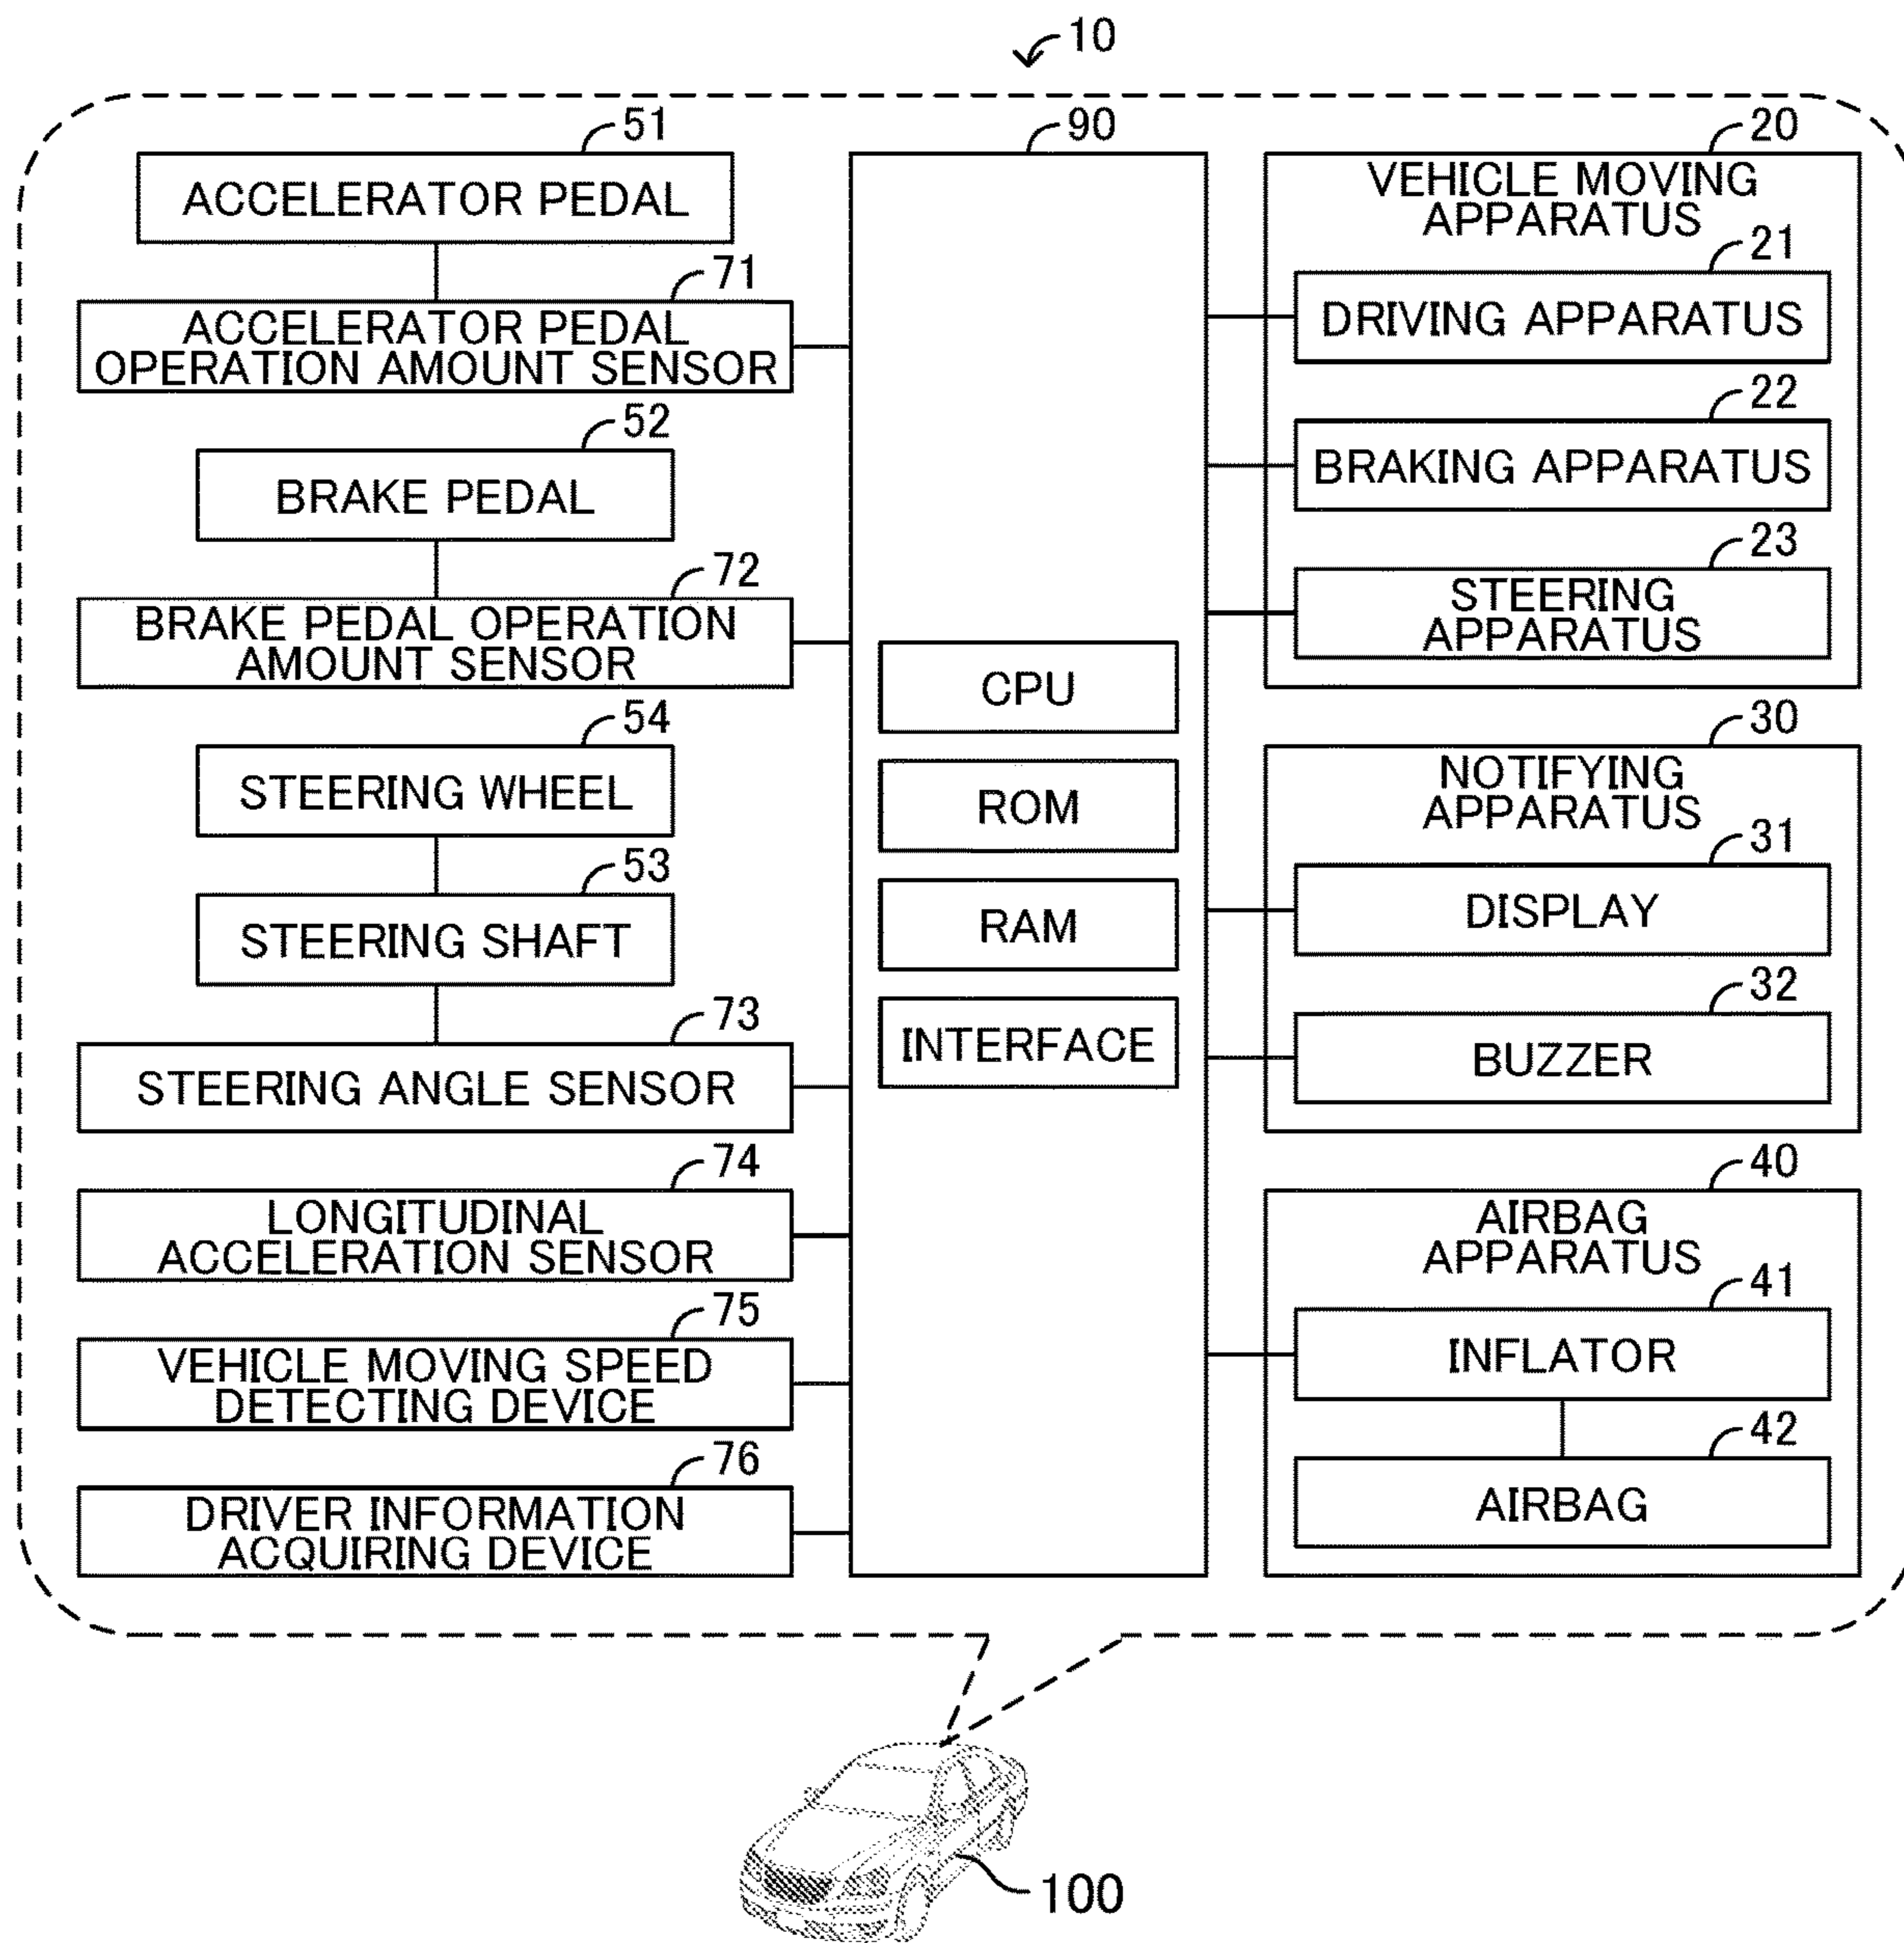 10
51
ACCELERATOR PEDAL
71
ACCELERATOR PEDAL
OPERATION AMOUNT SENSOR
52
BRAKE PEDAL
72
BRAKE PEDAL OPERATION
AMOUNT SENSOR
54
STEERING WHEEL
53
STEERING SHAFT
73
STEERING ANGLE SENSOR
74
LONGITUDINAL
ACCELERATION SENSOR
75
VEHICLE MOVING SPEED
DETECTING DEVICE
76
DRIVER INFORMATION
ACQUIRING DEVICE
90
CPU
ROM
RAM
INTERFACE
20
VEHICLE MOVING
APPARATUS
21
DRIVING APPARATUS
22
BRAKING APPARATUS
23
STEERING
APPARATUS
30
NOTIFYING
APPARATUS
31
DISPLAY
32
BUZZER
40
AIRBAG
APPARATUS
41
INFLATOR
42
AIRBAG
100